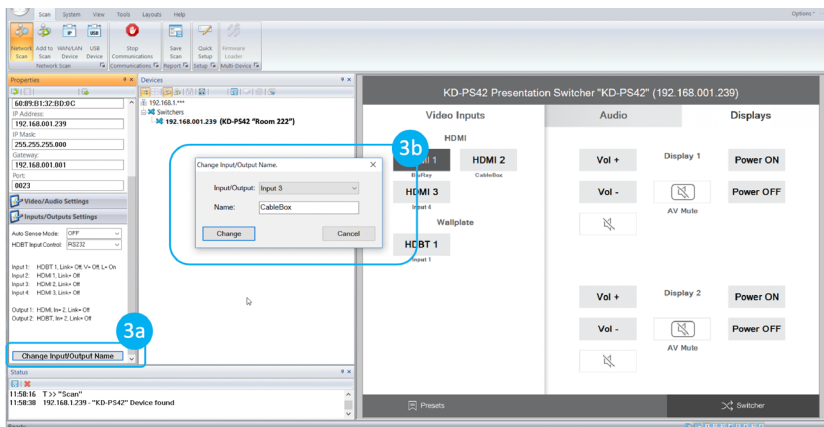 Scan System View Tools Layouts Help
Options
Network Scan
Add to Scan
WAN/LAN Device
USB Device
Stop Communications
Save Scan
Quick Setup
Firmware Loader
Network Scan
Communications
Report
Setup
Multi-Device
Properties
60:89:B1:32:BD:0C
IP Address:
192.168.001.239
IP Mask:
255.255.255.000
Gateway:
192.168.001.001
Port:
0023
Video/Audio Settings
Inputs/Outputs Settings
Auto Sense Mode: OFF
HDBT Input Control: RS232
Input 1: HDBT 1, Link= Off, V= Off, L= On
Input 2: HDMI 1, Link= Off
Input 3: HDMI 2, Link= Off
Input 4: HDMI 3, Link= Off
Output 1: HDMI, In= 2, Link= Off
Output 2: HDBT, In= 2, Link= Off
3a
Change Input/Output Name
Devices
192.168.1.***
Switchers
192.168.001.239 (KD-PS42 "Room 222")
Change Input/Output Name.
Input/Output: Input 3
Name: CableBox
Change Cancel
3b
Status
11:58:16 T >> "Scan"
11:58:38 192.168.1.239 - "KD-PS42" Device found
Ready
KD-PS42 Presentation Switcher "KD-PS42" (192.168.001.239)
Video Inputs
HDMI
HDMI 1
BluRay
HDMI 2
CableBox
HDMI 3
Input 4
Wallplate
HDBT 1
Input 1
Audio
Displays
Vol +
Display 1
Power ON
Vol -
Power OFF
AV Mute
Vol +
Display 2
Power ON
Vol -
Power OFF
AV Mute
Presets
Switcher